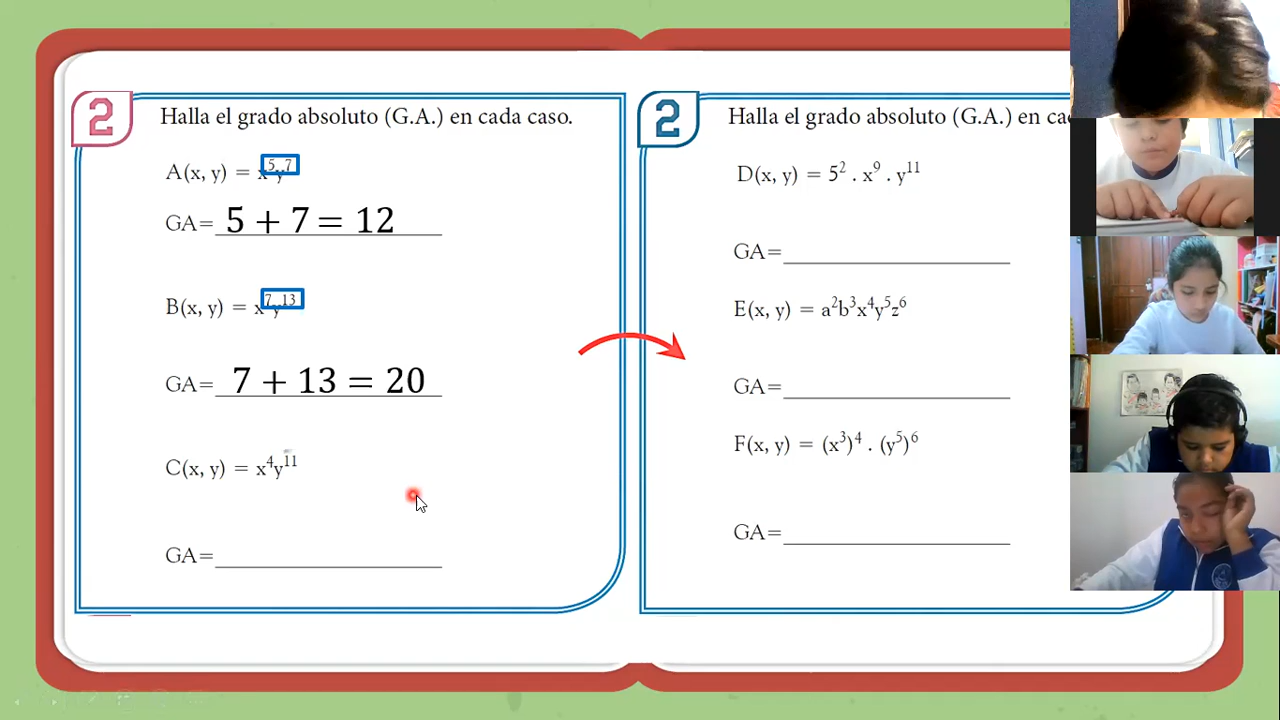 2
Halla el grado absoluto (G.A.) en cada caso.
A(x, y) = x⁵y⁷
GA= 5 + 7 = 12
B(x, y) = x⁷y¹³
GA= 7 + 13 = 20
C(x, y) = x⁴y¹¹
GA=
2
Halla el grado absoluto (G.A.) en
D(x, y) = 5² . x⁹ . y¹¹
GA=
E(x, y) = a²b³x⁴y⁵z⁶
GA=
F(x, y) = (x³)⁴ . (y⁵)⁶
GA=